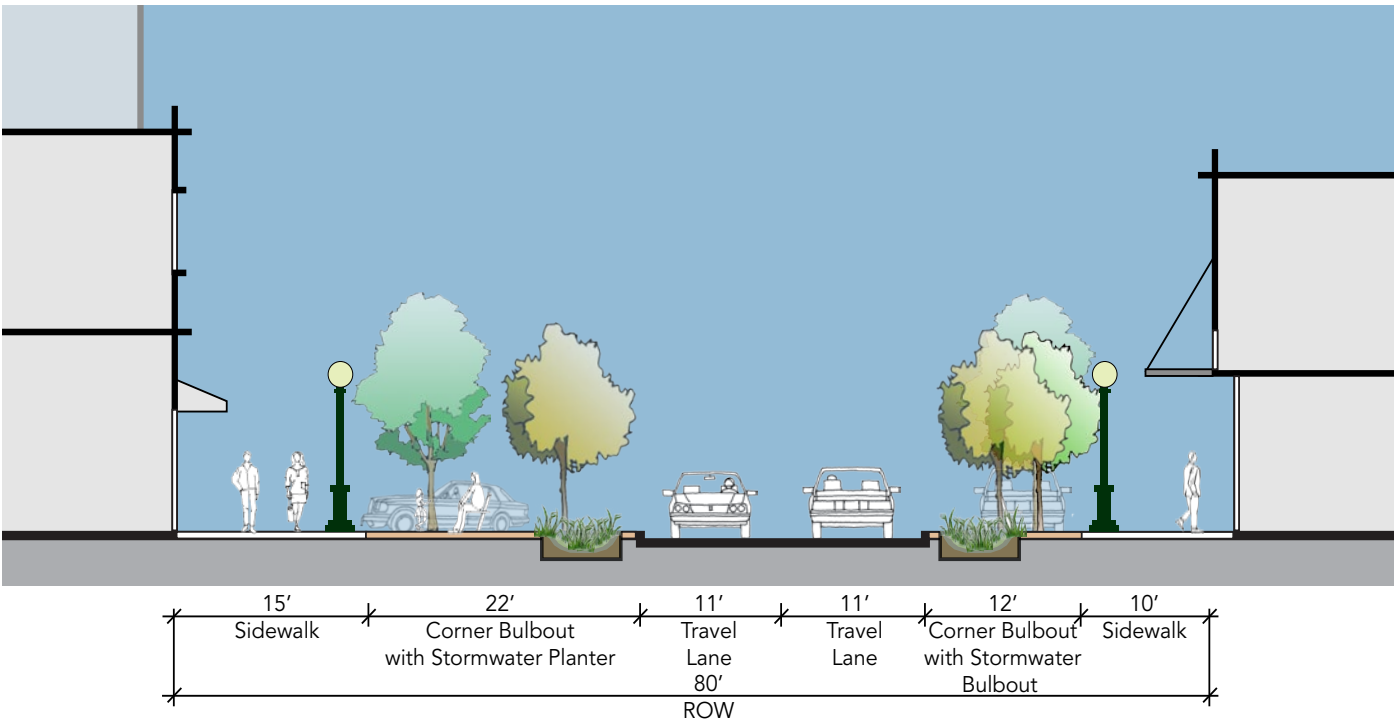 15’ 22’ 11’ 11’ 12’ 10’
Sidewalk Corner Bulbout Travel Travel Corner Bulbout Sidewalk
with Stormwater Planter Lane Lane with Stormwater
80’ Bulbout
ROW